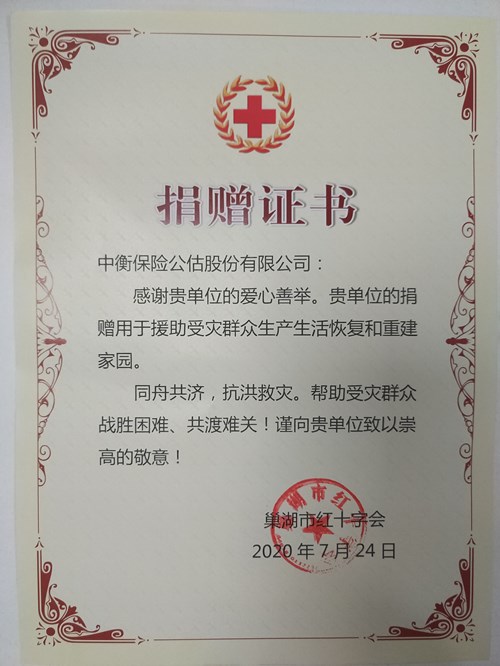 捐赠证书
中衡保险公估股份有限公司：
感谢贵单位的爱心善举。贵单位的捐
赠用于援助受灾群众生产生活恢复和重建
家园。
同舟共济，抗洪救灾。帮助受灾群众
战胜困难、共渡难关！谨向贵单位致以崇
高的敬意！
巢湖市红十字会
2020年7月24日